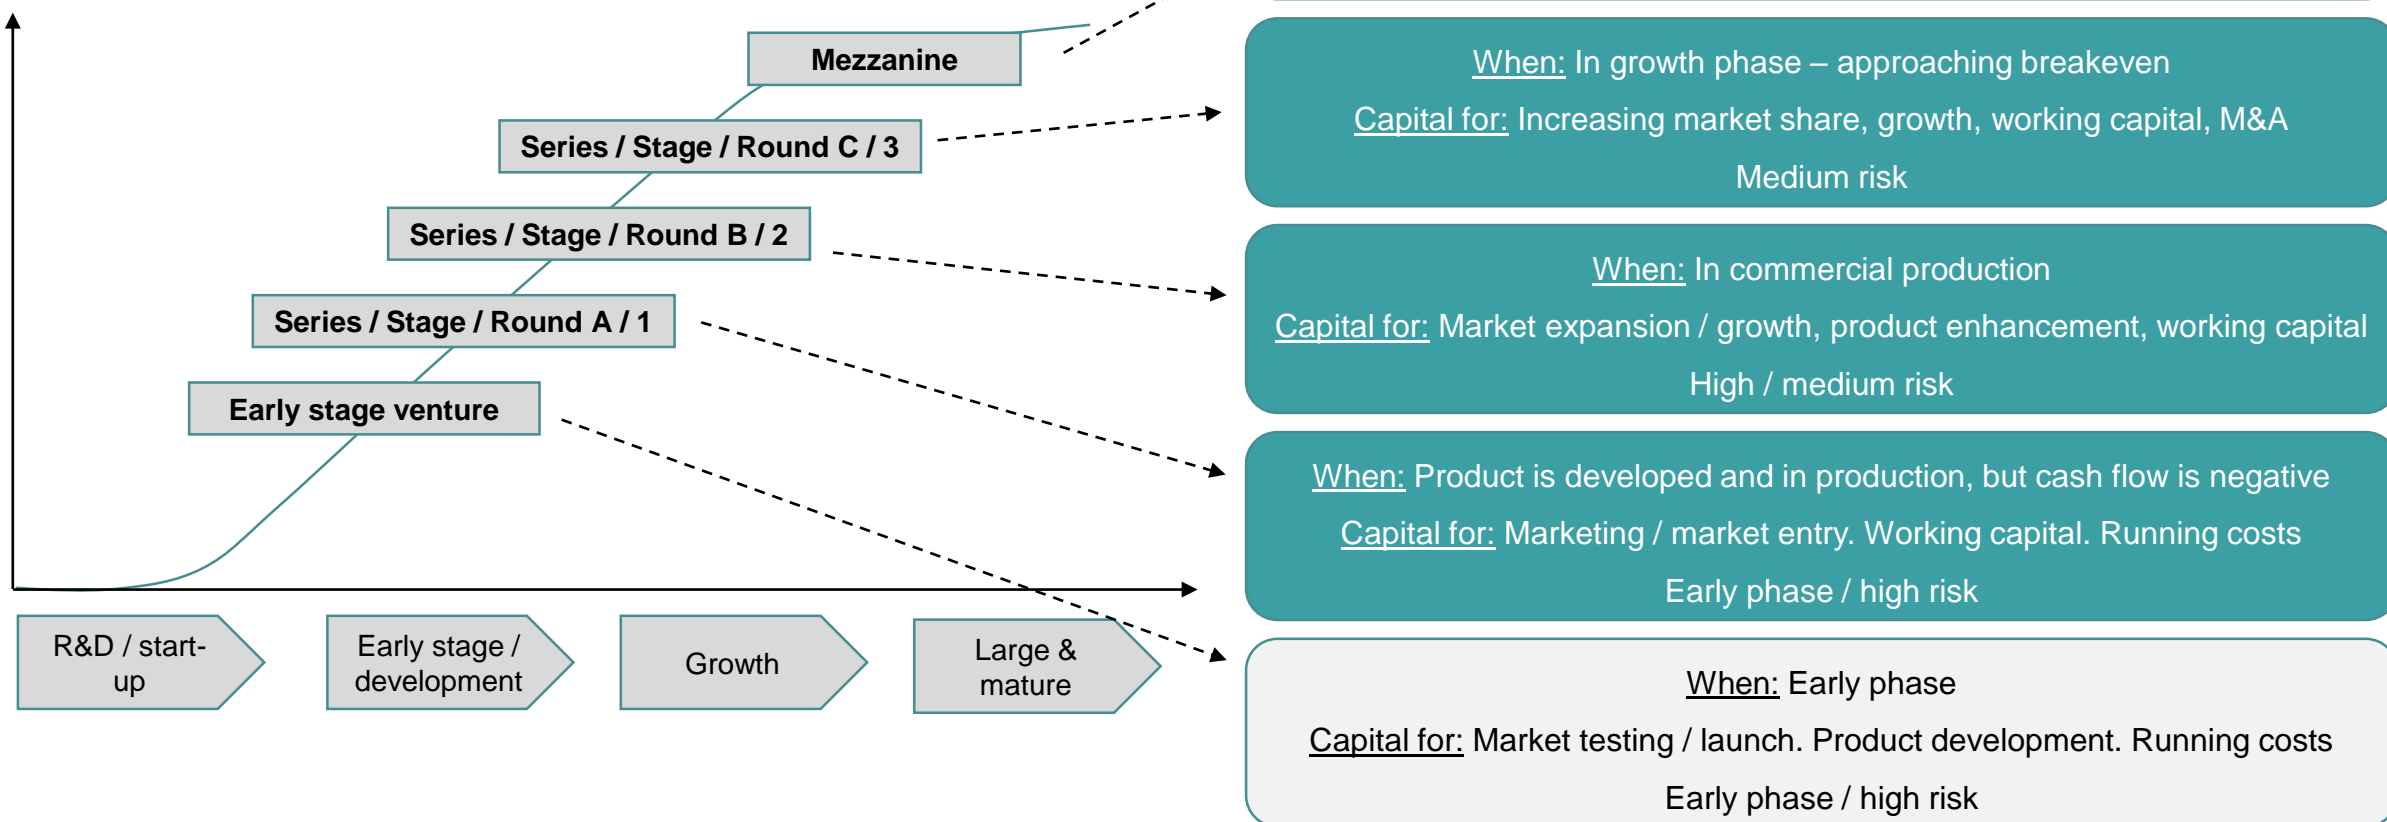 Mezzanine
Series / Stage / Round C / 3
Series / Stage / Round B / 2
Series / Stage / Round A / 1
Early stage venture
R&D / start-
up
Early stage /
development
Growth
Large &
mature
When: In growth phase – approaching breakeven
Capital for: Increasing market share, growth, working capital, M&A
Medium risk
When: In commercial production
Capital for: Market expansion / growth, product enhancement, working capital
High / medium risk
When: Product is developed and in production, but cash flow is negative
Capital for: Marketing / market entry. Working capital. Running costs
Early phase / high risk
When: Early phase
Capital for: Market testing / launch. Product development. Running costs
Early phase / high risk